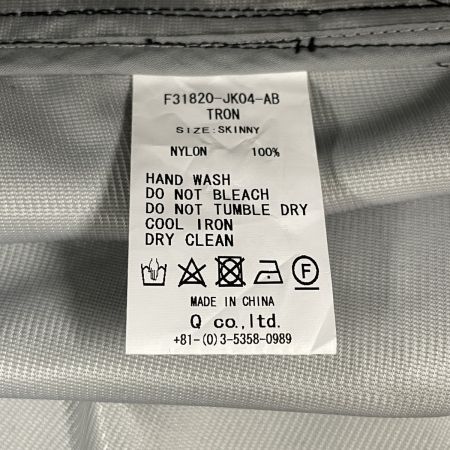 F31820-JK04-AB
TRON
SIZE:SKINNY
NYLON 100%
HAND WASH
DO NOT BLEACH
DO NOT TUMBLE DRY
COOL IRON
DRY CLEAN
F
MADE IN CHINA
Q co.,ltd.
+81-(0)3-5358-0989